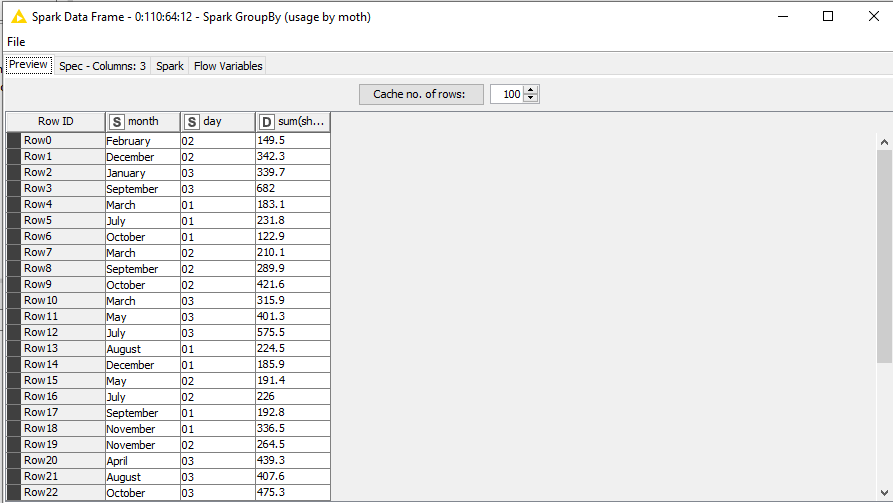 Spark Data Frame - 0:110:64:12 - Spark GroupBy (usage by moth)
File
Preview Spec - Columns: 3 Spark Flow Variables
Cache no. of rows: 100
Row ID S month S day D sum(sh...
Row0 February 02 149.5
Row1 December 02 342.3
Row2 January 03 339.7
Row3 September 03 682
Row4 March 01 183.1
Row5 July 01 231.8
Row6 October 01 122.9
Row7 March 02 210.1
Row8 September 02 289.9
Row9 October 02 421.6
Row10 March 03 315.9
Row11 May 03 401.3
Row12 July 03 575.5
Row13 August 01 224.5
Row14 December 01 185.9
Row15 May 02 191.4
Row16 July 02 226
Row17 September 01 192.8
Row18 November 01 336.5
Row19 November 02 264.5
Row20 April 03 439.3
Row21 August 03 407.6
Row22 October 03 475.3